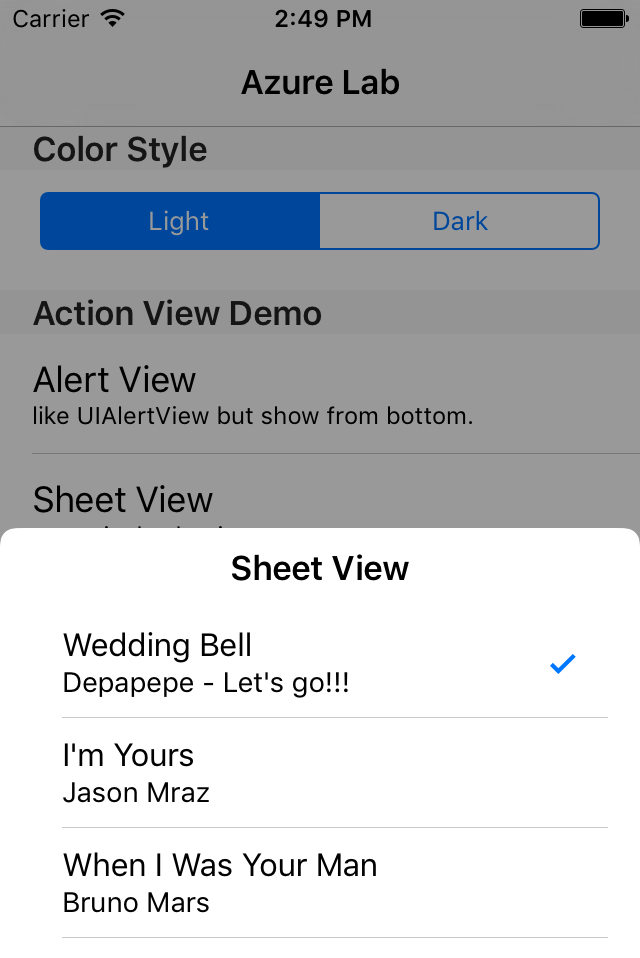 Carrier 2:49 PM
Azure Lab
Color Style
Light Dark
Action View Demo
Alert View
like UIAlertView but show from bottom.
Sheet View
Sheet View
Wedding Bell
Depapepe - Let's go!!!
I'm Yours
Jason Mraz
When I Was Your Man
Bruno Mars